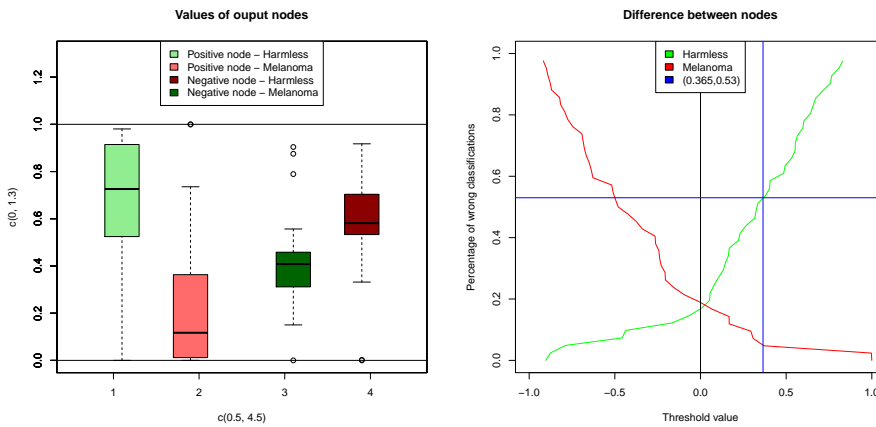 Values of ouput nodes
Positive node − Harmless
Positive node − Melanoma
Negative node − Harmless
Negative node − Melanoma
c(0, 1.3)
1.2
1.0
0.8
0.6
0.4
0.2
0.0
1
2
3
4
c(0.5, 4.5)
Difference between nodes
Harmless
Melanoma
(0.365,0.53)
Percentage of wrong classifications
1.0
0.8
0.6
0.4
0.2
0.0
−1.0
−0.5
0.0
0.5
1.0
Threshold value